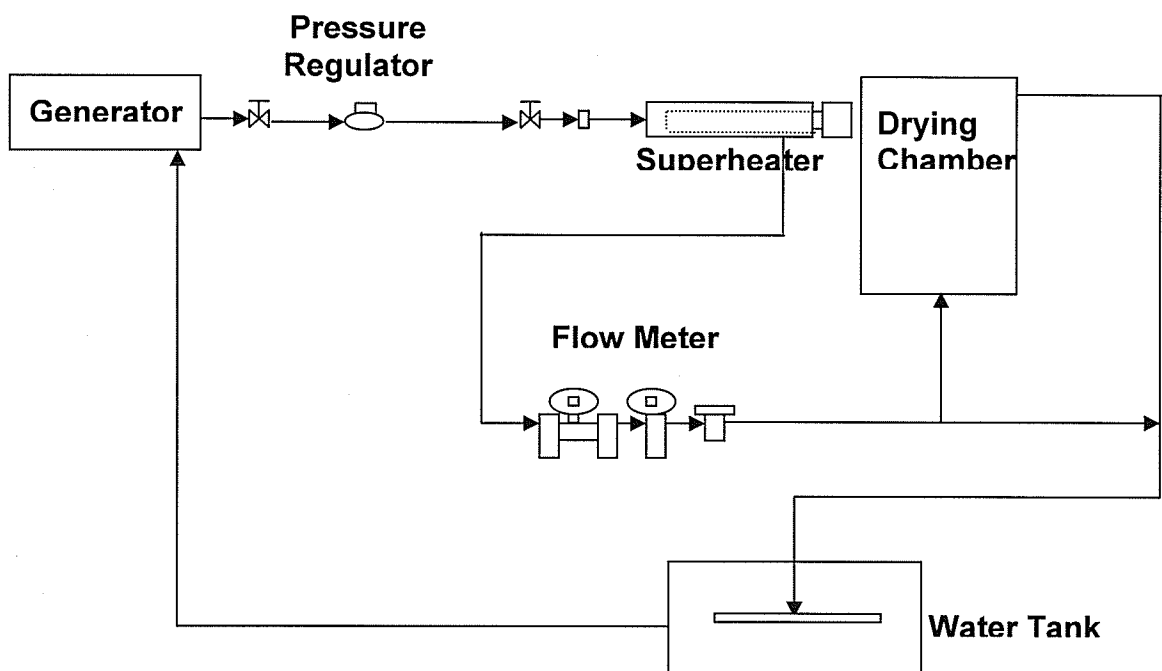 Pressure
Regulator
Generator
Drying
Chamber
Superheater
Flow Meter
Water Tank